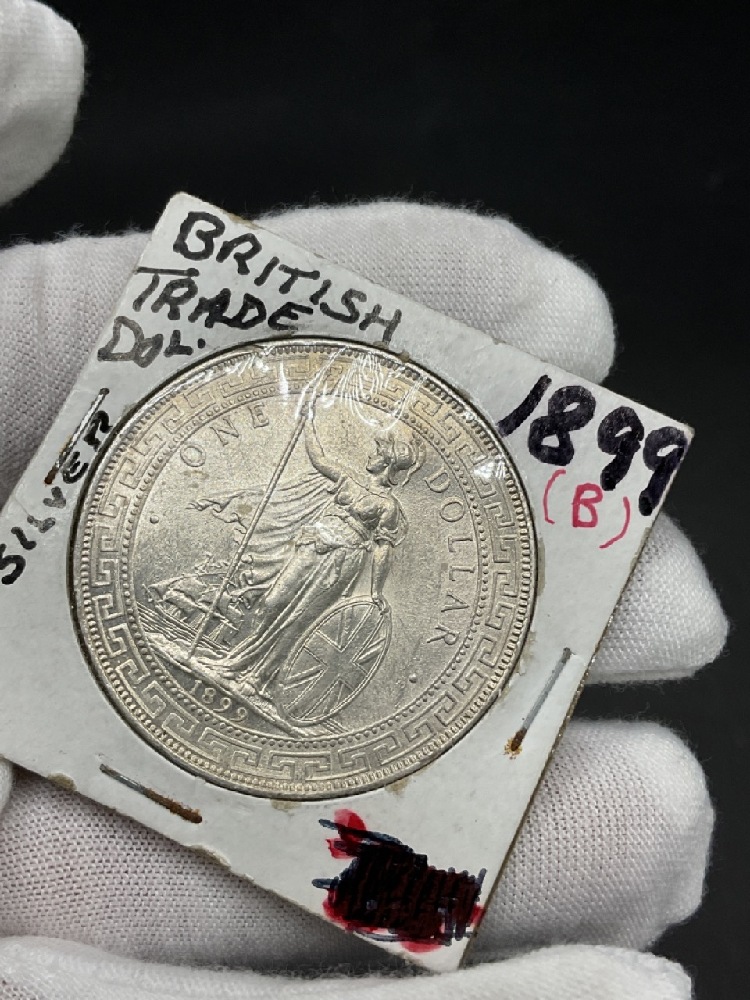 BRITISH
TRADE
DOL.
SILVER
1899
(B)
ONE DOLLAR
1899